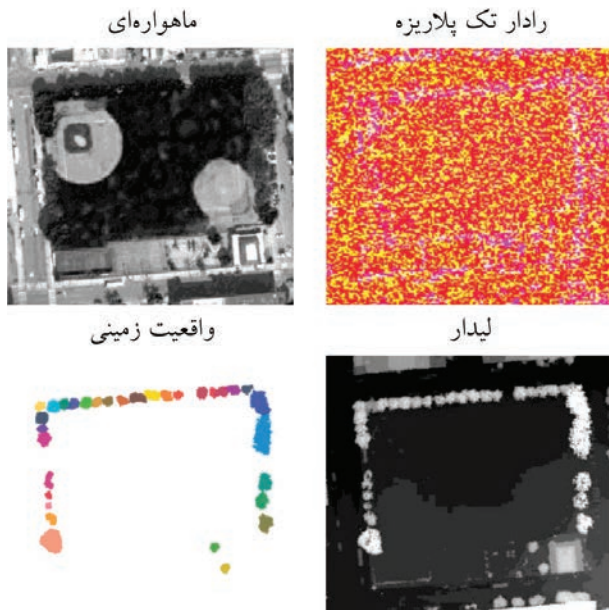 رادار تک پلاریزه
ماهواره‌ای
لیدار
واقعیت زمینی